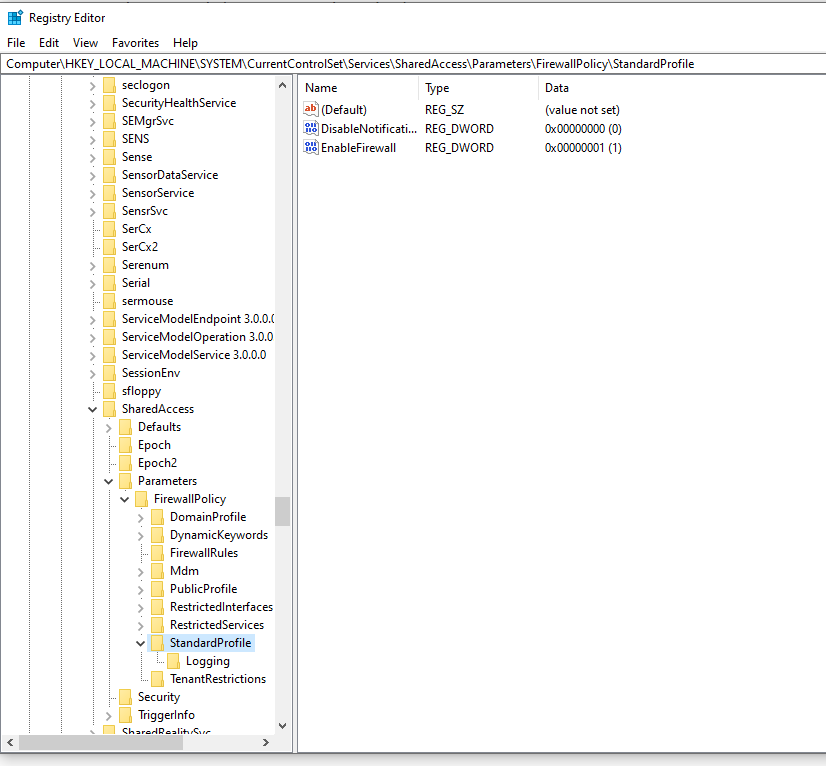 Registry Editor
File Edit View Favorites Help
Computer\HKEY_LOCAL_MACHINE\SYSTEM\CurrentControlSet\Services\SharedAccess\Parameters\FirewallPolicy\StandardProfile
seclogon
SecurityHealthService
SEMgrSvc
SENS
Sense
SensorDataService
SensorService
SensrSvc
SerCx
SerCx2
Serenum
Serial
sermouse
ServiceModelEndpoint 3.0.0.0
ServiceModelOperation 3.0.0
ServiceModelService 3.0.0.0
SessionEnv
sfloppy
SharedAccess
Defaults
Epoch
Epoch2
Parameters
FirewallPolicy
DomainProfile
DynamicKeywords
FirewallRules
Mdm
PublicProfile
RestrictedInterfaces
RestrictedServices
StandardProfile
Logging
TenantRestrictions
Security
TriggerInfo
SharedRealitySvc
Name Type Data
ab (Default) REG_SZ (value not set)
DisableNotificati... REG_DWORD 0x00000000 (0)
EnableFirewall REG_DWORD 0x00000001 (1)